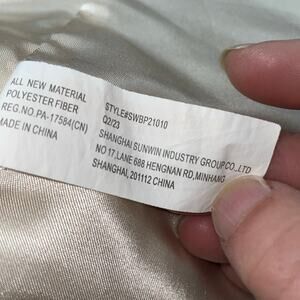 ALL NEW MATERIAL
POLYESTER FIBER
REG.NO.PA-17584(CN)
MADE IN CHINA
STYLE#SWBP21010
Q2/23
SHANGHAI SUNWIN INDUSTRY GROUP CO.,LTD
NO 17,LANE 688 HENGNAN RD,MINHANG
SHANGHAI, 201112 CHINA